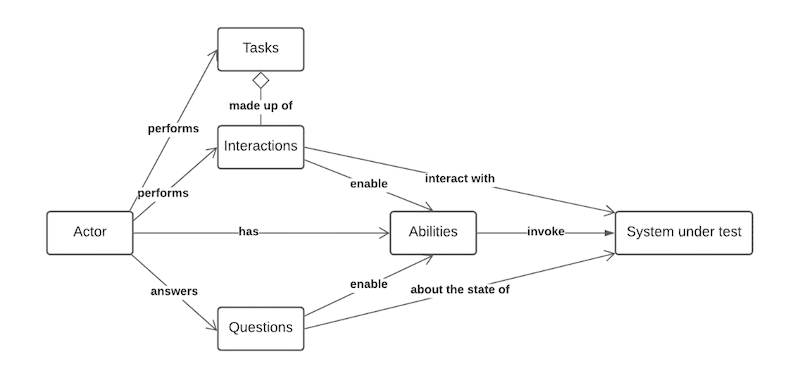 Tasks
made up of
performs
Interactions
interact with
enable
performs
Actor
has
Abilities
invoke
System under test
answers
enable
about the state of
Questions